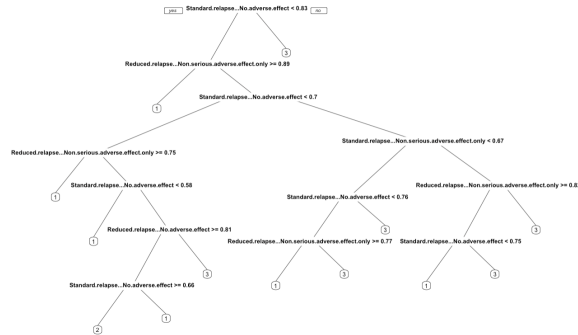 yes Standard.relapse...No.adverse.effect < 0.83 no
3
Reduced.relapse...Non.serious.adverse.effect.only >= 0.89
1
Standard.relapse...No.adverse.effect < 0.7
Standard.relapse...Non.serious.adverse.effect.only < 0.67
Reduced.relapse...Non.serious.adverse.effect.only >= 0.75
1
Standard.relapse...No.adverse.effect < 0.58
Reduced.relapse...Non.serious.adverse.effect.only >= 0.8
Standard.relapse...No.adverse.effect < 0.76
1
Reduced.relapse...Non.serious.adverse.effect.only >= 0.81
3
3
Reduced.relapse...Non.serious.adverse.effect.only >= 0.77
Standard.relapse...No.adverse.effect < 0.75
3
Standard.relapse...No.adverse.effect >= 0.66
1
3
1
3
2
1